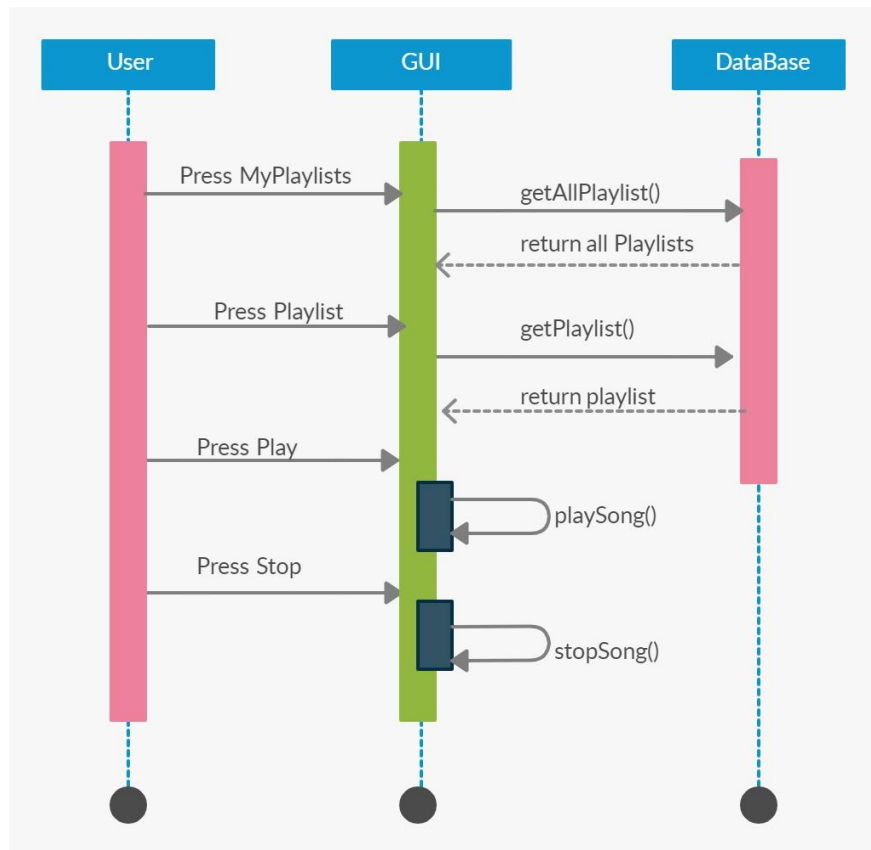 User
GUI
DataBase
Press MyPlaylists
getAllPlaylist()
return all Playlists
Press Playlist
getPlaylist()
return playlist
Press Play
playSong()
Press Stop
stopSong()